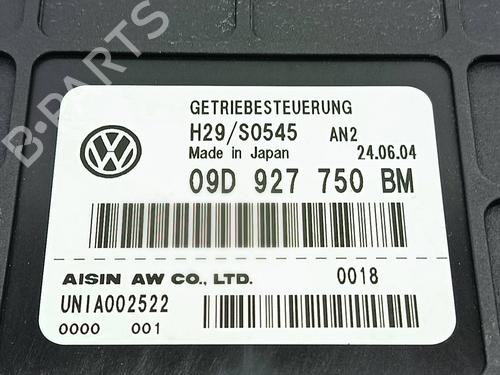 B-PARTS
GETRIEBESTEUERUNG
H29/S0545 AN2
Made in Japan 24.06.04
09D 927 750 BM
AISIN AW CO., LTD. 0018
UNIA002522
0000 001